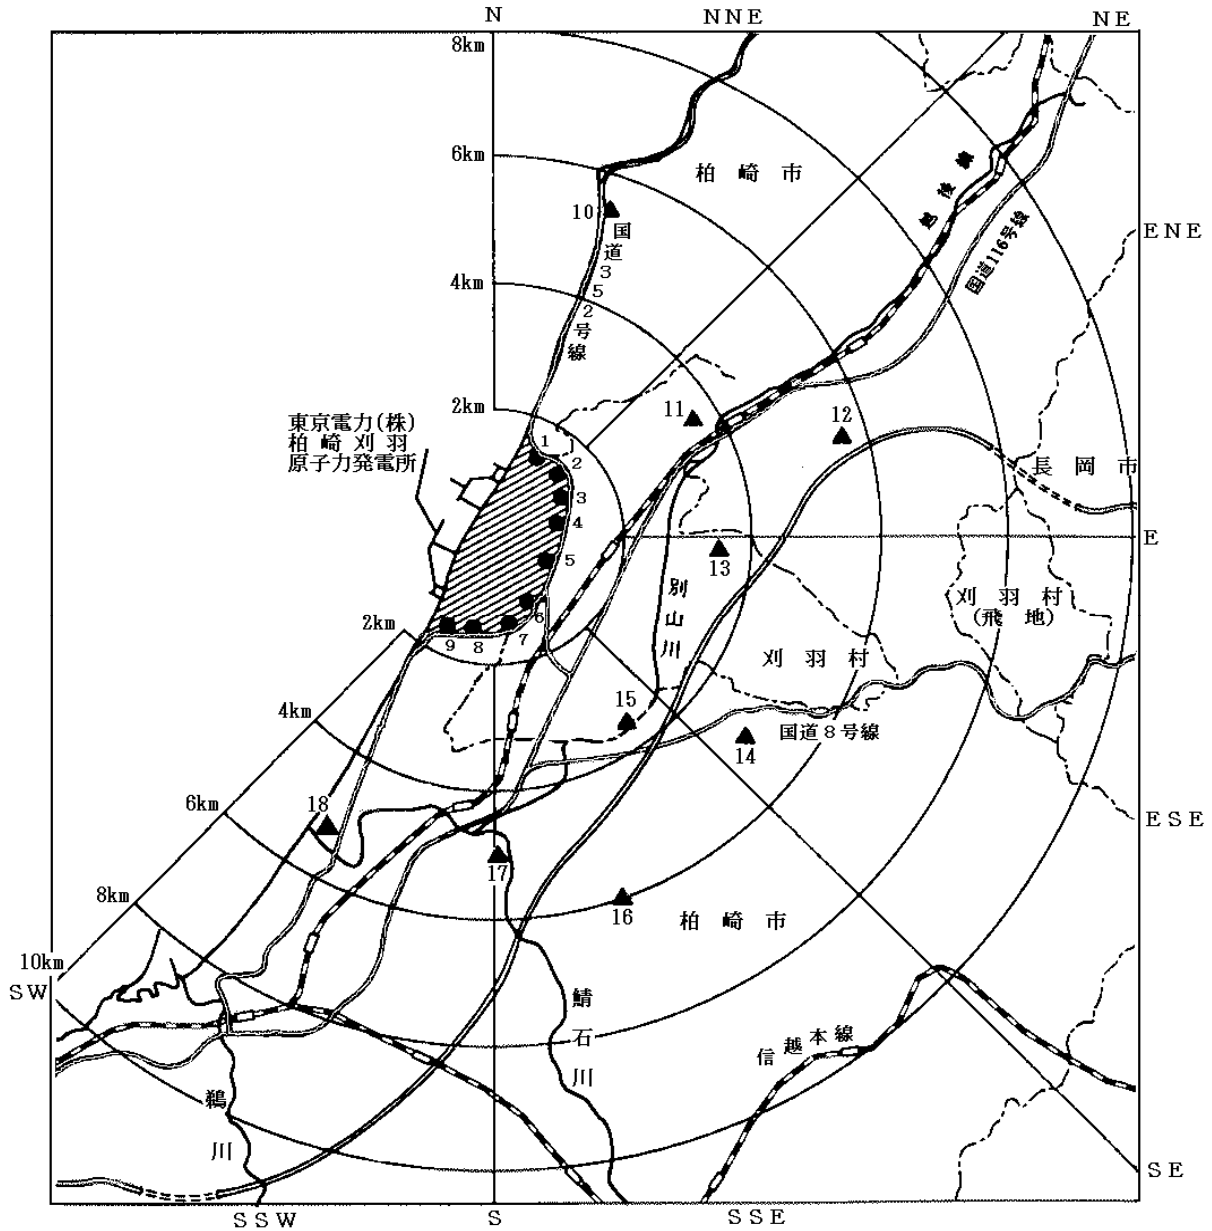 N
NNE
NE
8km
6km
柏崎市
越後線
10
国道352号線
国道116号線
ENE
4km
2km
11
12
東京電力(株)
柏崎刈羽
原子力発電所
1
2
3
4
5
6
7
8
9
長岡市
E
13
別山川
刈羽村
(飛地)
2km
刈羽村
4km
15
14
国道8号線
6km
18
ESE
17
8km
16
柏崎市
10km
SW
鯖石川
信越本線
鵜川
SE
SSW
S
SSE